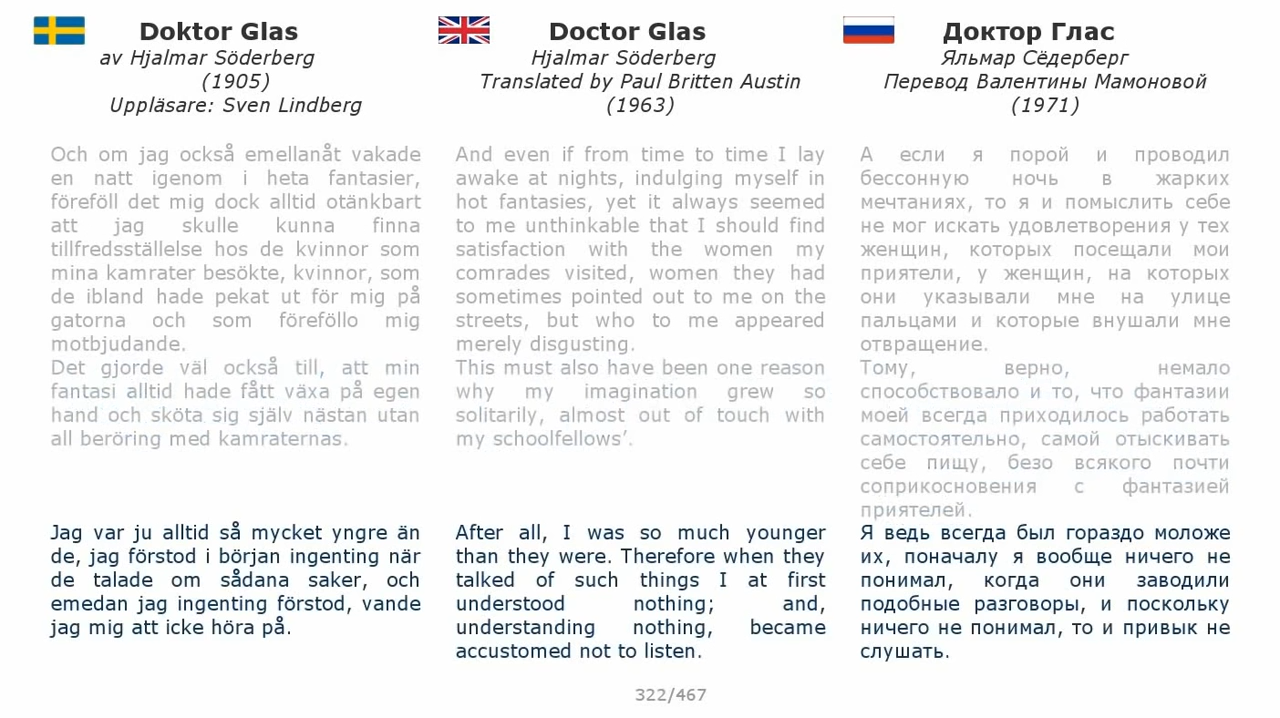 Doktor Glas
av Hjalmar Söderberg
(1905)
Uppläsare: Sven Lindberg
Och om jag också emellanåt vakade
en natt igenom i heta fantasier,
föreföll det mig dock alltid otänkbart
att jag skulle kunna finna
tillfredsställelse hos de kvinnor som
mina kamrater besökte, kvinnor, som
de ibland hade pekat ut för mig på
gatorna och som föreföllo mig
motbjudande.
Det gjorde väl också till, att min
fantasi alltid hade fått växa på egen
hand och sköta sig själv nästan utan
all beröring med kamraternas.
Jag var ju alltid så mycket yngre än
de, jag förstod i början ingenting när
de talade om sådana saker, och
emedan jag ingenting förstod, vande
jag mig att icke höra på.
Doctor Glas
Hjalmar Söderberg
Translated by Paul Britten Austin
(1963)
And even if from time to time I lay
awake at nights, indulging myself in
hot fantasies, yet it always seemed
to me unthinkable that I should find
satisfaction with the women my
comrades visited, women they had
sometimes pointed out to me on the
streets, but who to me appeared
merely disgusting.
This must also have been one reason
why my imagination grew so
solitarily, almost out of touch with
my schoolfellows’.
After all, I was so much younger
than they were. Therefore when they
talked of such things I at first
understood nothing; and,
understanding nothing, became
accustomed not to listen.
Доктор Глас
Яльмар Сёдерберг
Перевод Валентины Мамоновой
(1971)
А если я порой и проводил
бессонную ночь в жарких
мечтаниях, то я и помыслить себе
не мог искать удовлетворения у тех
женщин, которых посещали мои
приятели, у женщин, на которых
они указывали мне на улице
пальцами и которые внушали мне
отвращение.
Тому, верно, немало
способствовало и то, что фантазии
моей всегда приходилось работать
самостоятельно, самой отыскивать
себе пищу, безо всякого почти
соприкосновения с фантазией
приятелей.
Я ведь всегда был гораздо моложе
их, поначалу я вообще ничего не
понимал, когда они заводили
подобные разговоры, и поскольку
ничего не понимал, то и привык не
слушать.
322/467